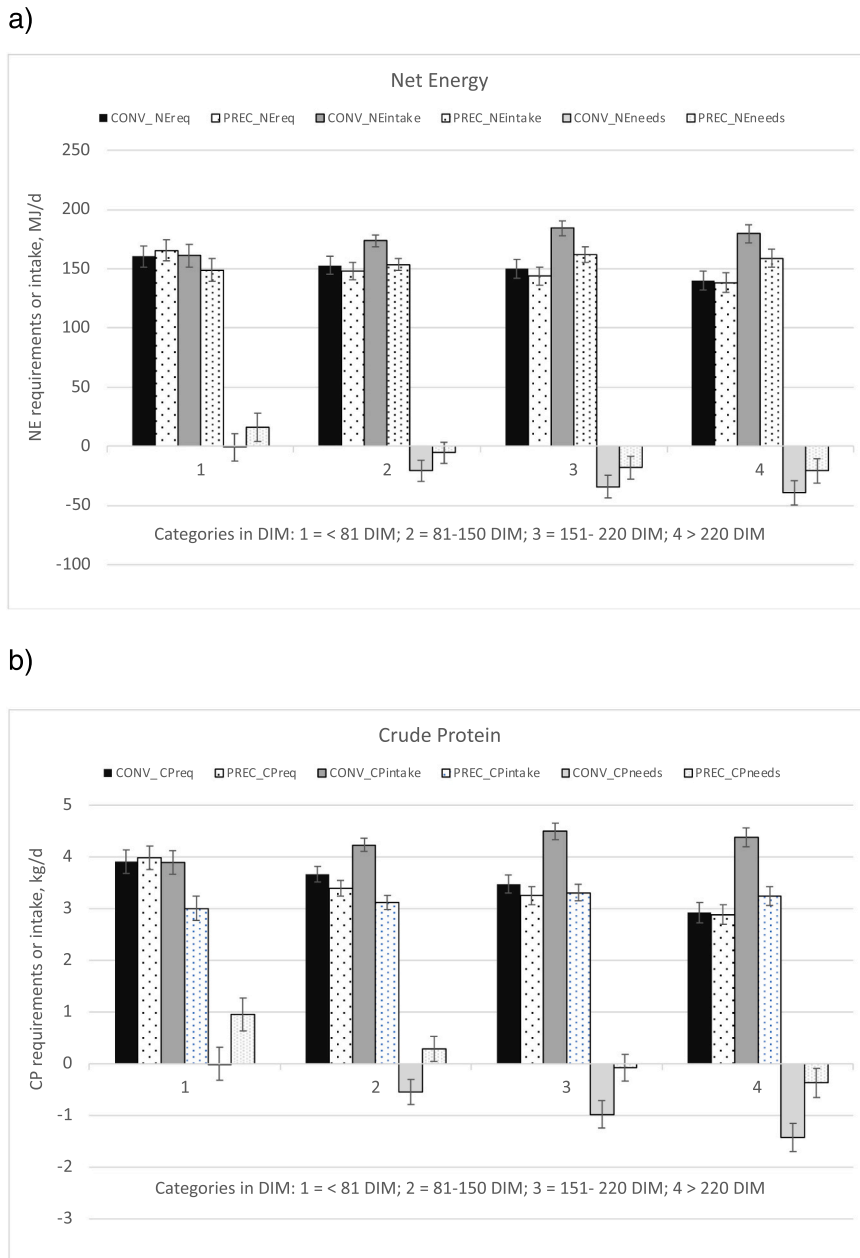 a)
Net Energy
CONV_ NEreq PREC_NEreq CONV_NEintake PREC_NEintake CONV_NEneeds PREC_NEneeds
NE requirements or intake, MJ/d
250
200
150
100
50
0
-50
-100
1 2 3 4
Categories in DIM: 1 = < 81 DIM; 2 = 81-150 DIM; 3 = 151- 220 DIM; 4 > 220 DIM
b)
Crude Protein
CONV_ CPreq PREC_CPreq CONV_CPintake PREC_CPintake CONV_CPneeds PREC_CPneeds
CP requirements or intake, kg/d
5
4
3
2
1
0
-1
-2
-3
1 2 3 4
Categories in DIM: 1 = < 81 DIM; 2 = 81-150 DIM; 3 = 151- 220 DIM; 4 > 220 DIM